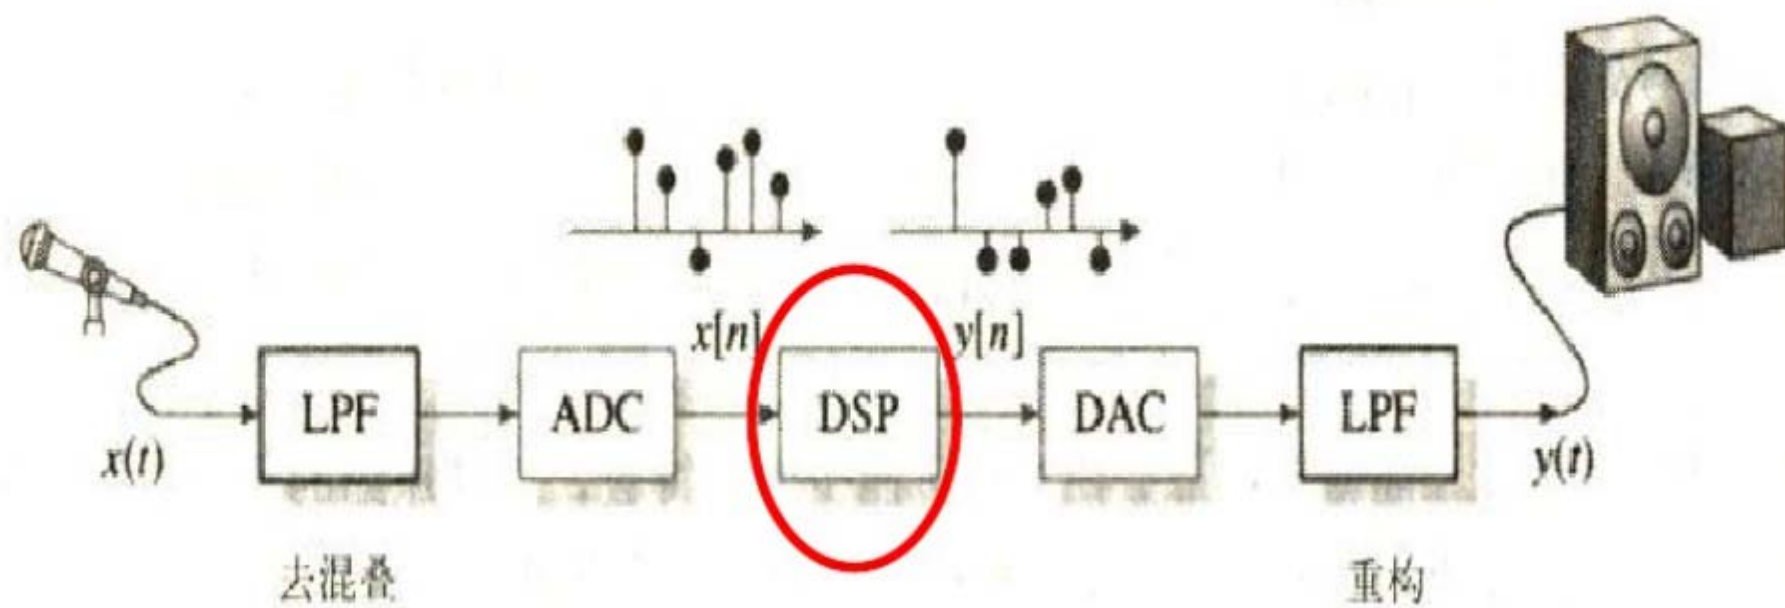 x[n] y[n]
LPF ADC DSP DAC LPF
x(t) y(t)
去混叠 重构